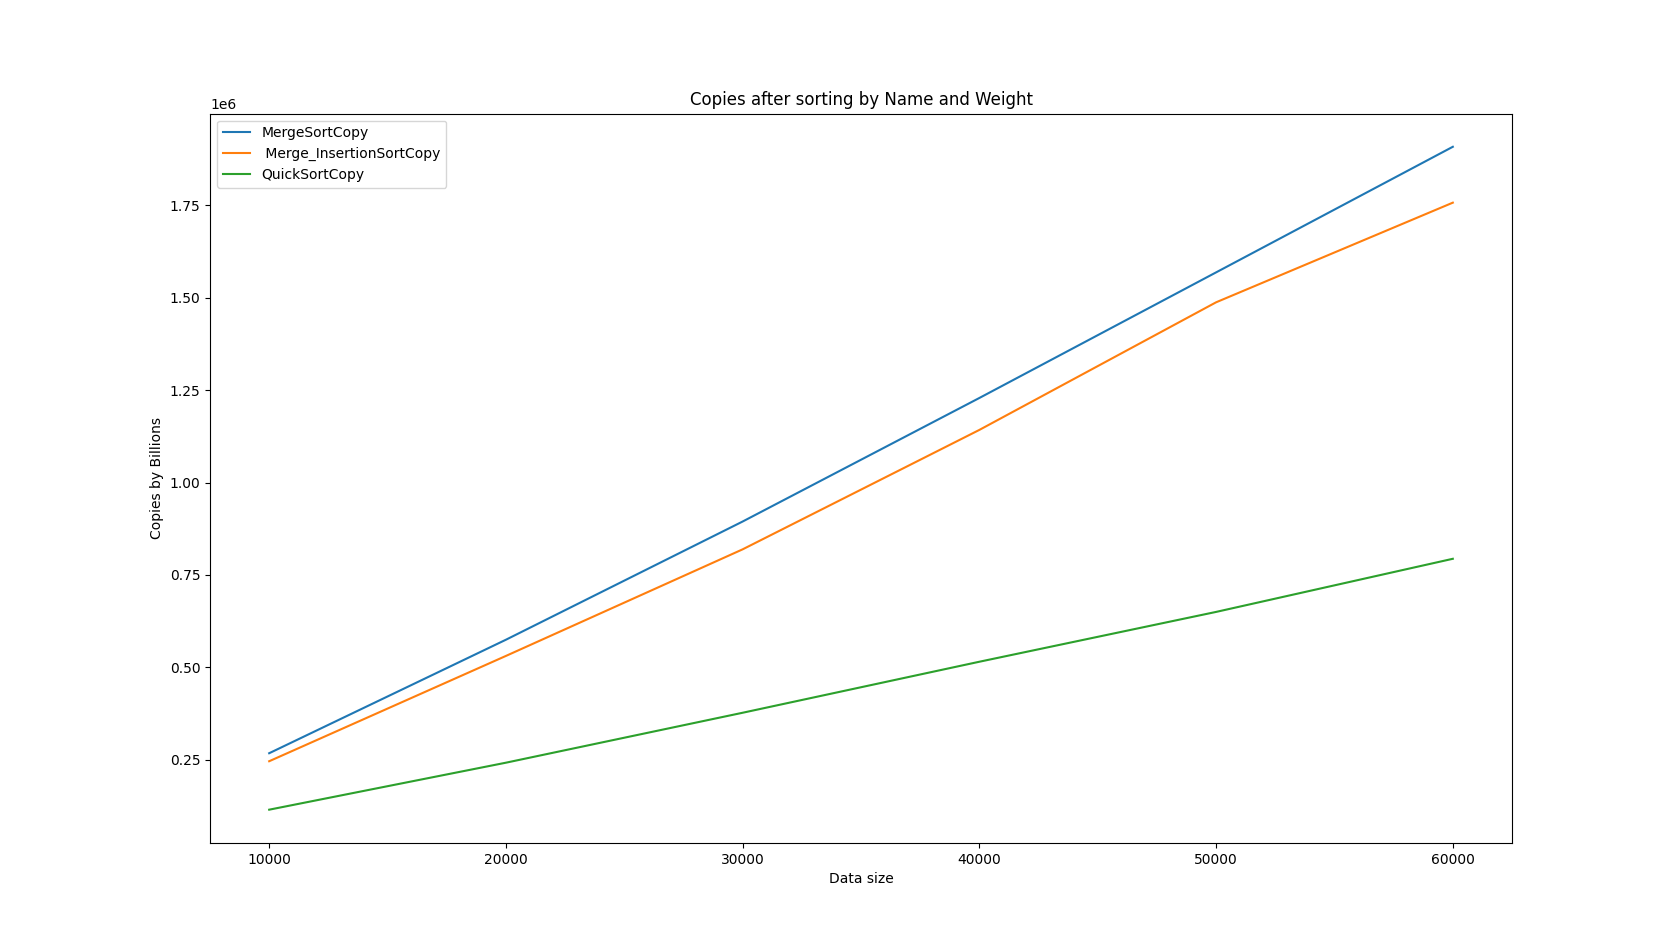 Copies after sorting by Name and Weight
1e6
MergeSortCopy
Merge_InsertionSortCopy
QuickSortCopy
1.75
1.50
1.25
1.00
0.75
0.50
0.25
Copies by Billions
10000 20000 30000 40000 50000 60000
Data size